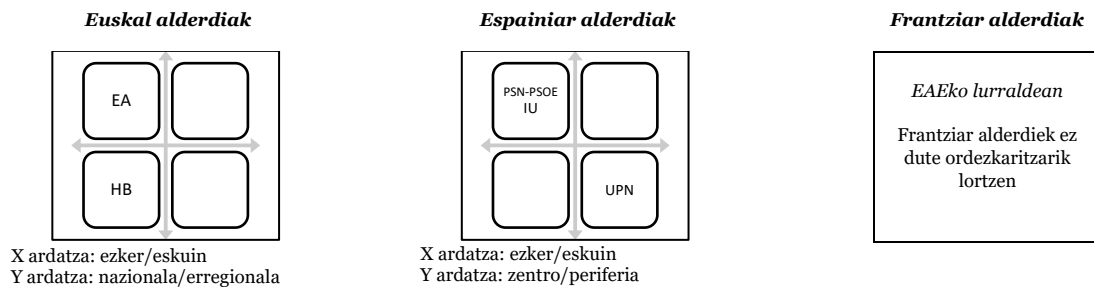 Euskal alderdiak
EA
HB
X ardatza: ezker/eskuin
Y ardatza: nazionala/erregionala
Espainiar alderdiak
PSN-PSOE
IU
UPN
X ardatza: ezker/eskuin
Y ardatza: zentro/periferia
Frantziar alderdiak
EAEko lurraldean
Frantziar alderdiek ez
dute ordezkaritzarik
lortzen